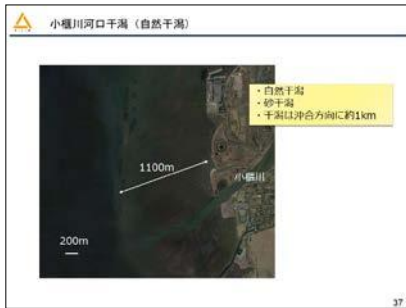 小櫃川河口干潟（自然干潟）
・自然干潟
・砂干潟
・干潟は沖合方向に約1km
1100m
小櫃川
200m
37